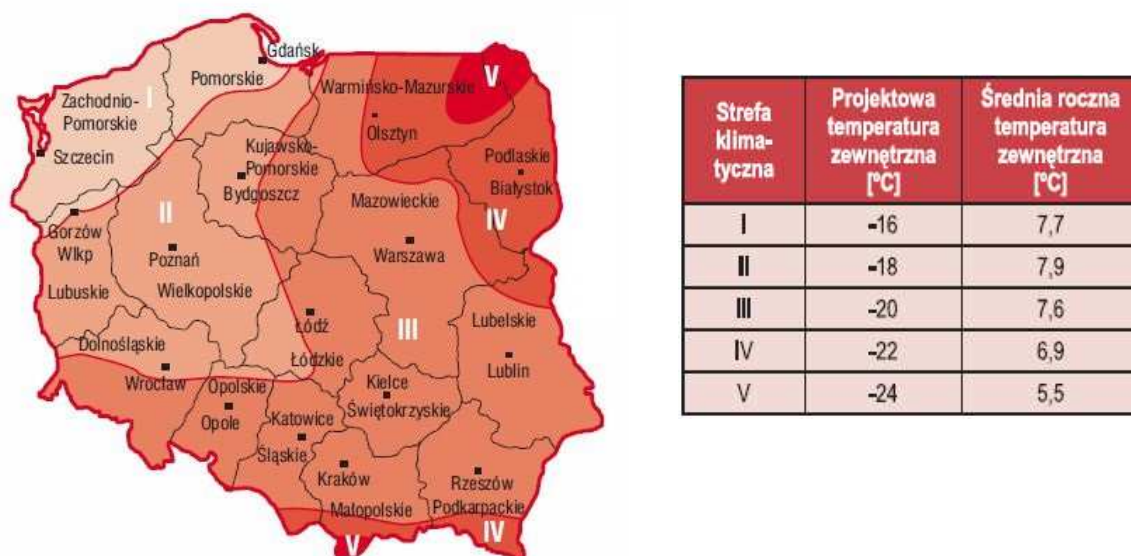 Gdańsk
Pomorskie
I
Zachodnio-
Pomorskie
Szczecin
Warmińsko-Mazurskie
V
Olsztyn
Kujawsko-
Pomorskie
Bydgoszcz
Podlaskie
Białystok
Mazowieckie
II
IV
Gorzów
Wlkp
Poznań
Warszawa
Lubuskie
Wielkopolskie
Łódź
III
Lubelskie
Dolnośląskie
Łódzkie
Lublin
Wrocław
Opolskie
Kielce
Opole
Katowice
Świętokrzyskie
Śląskie
Kraków
Rzeszów
Małopolskie
Podkarpackie
V
IV
Strefa
klima-
tyczna
Projektowa
temperatura
zewnętrzna
[ºC]
Średnia roczna
temperatura
zewnętrzna
[ºC]
I -16 7,7
II -18 7,9
III -20 7,6
IV -22 6,9
V -24 5,5